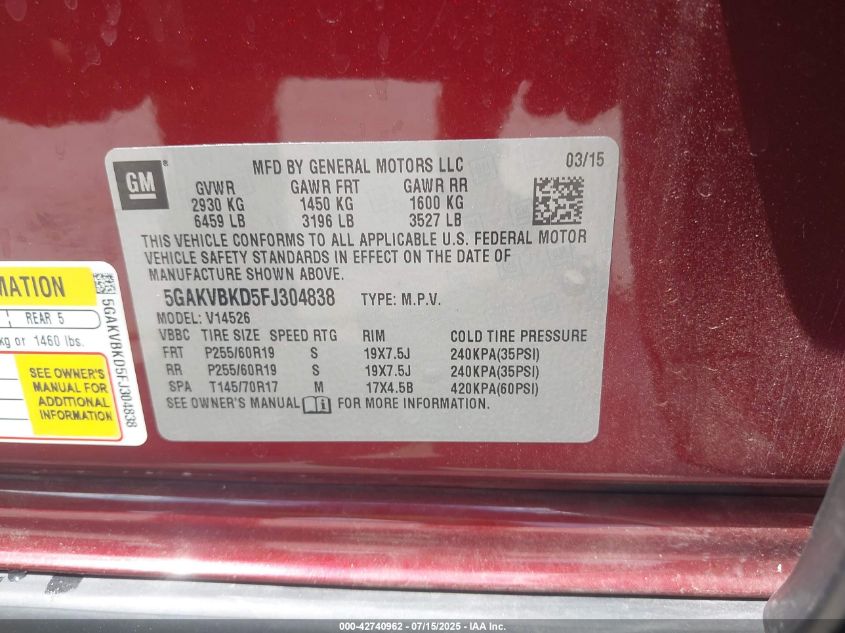 GM
MFD BY GENERAL MOTORS LLC 03/15
GVWR GAWR FRT GAWR RR
2930 KG 1450 KG 1600 KG
6459 LB 3196 LB 3527 LB
THIS VEHICLE CONFORMS TO ALL APPLICABLE U.S. FEDERAL MOTOR
VEHICLE SAFETY STANDARDS IN EFFECT ON THE DATE OF
MANUFACTURE SHOWN ABOVE.
5GAKVBKD5FJ304838 TYPE: M.P.V.
MODEL: V14526
VBBC TIRE SIZE SPEED RTG RIM COLD TIRE PRESSURE
FRT P255/60R19 S 19X7.5J 240KPA(35PSI)
RR P255/60R19 S 19X7.5J 240KPA(35PSI)
SPA T145/70R17 M 17X4.5B 420KPA(60PSI)
SEE OWNER'S MANUAL FOR MORE INFORMATION.
MATION
REAR 5
kg or 1460 lbs.
SEE OWNER'S
MANUAL FOR
ADDITIONAL
INFORMATION
5GAKVBKD5FJ304838
000-42740962 - 07/15/2025 - IAA Inc.